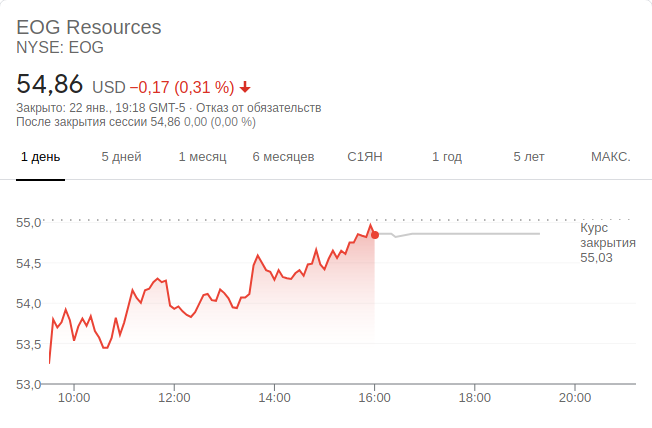 EOG Resources
NYSE: EOG
54,86 USD −0,17 (0,31 %)
Закрыто: 22 янв., 19:18 GMT-5 · Отказ от обязательств
После закрытия сессии 54,86 0,00 (0,00 %)
1 день 5 дней 1 месяц 6 месяцев С1ЯН 1 год 5 лет МАКС.
55,0
Курс
закрытия
55,03
54,5
54,0
53,5
53,0
10:00 12:00 14:00 16:00 18:00 20:00